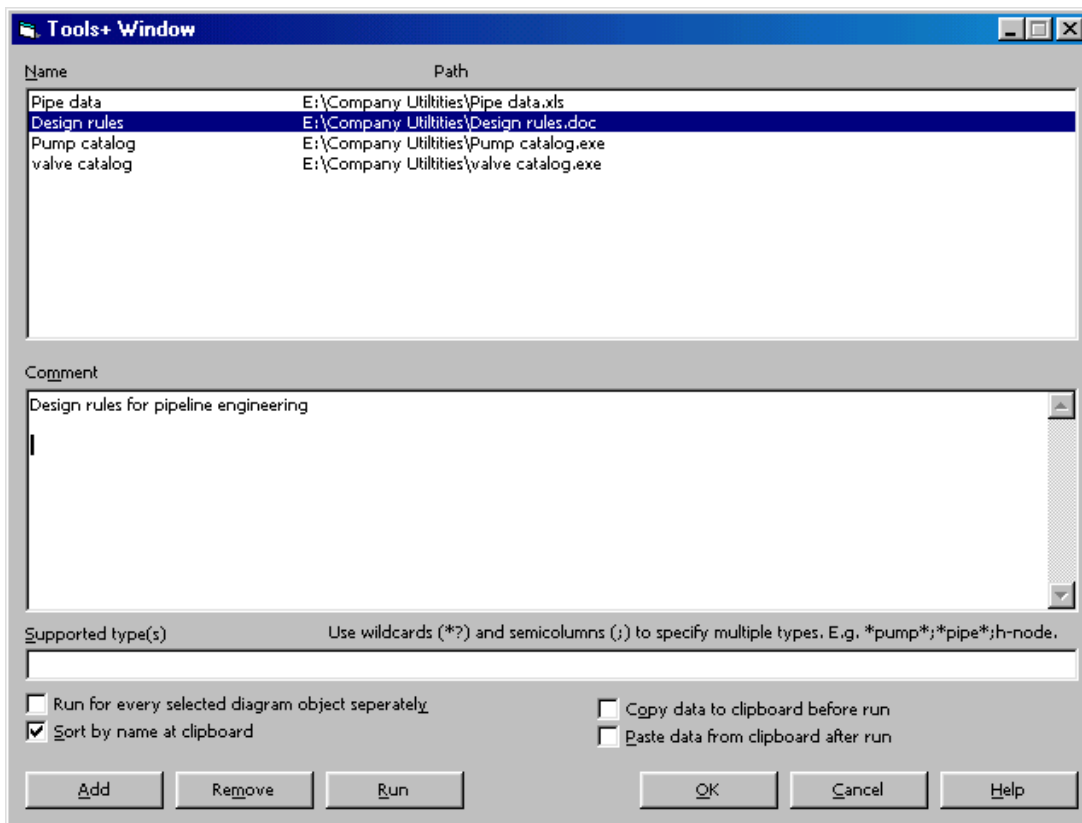 Tools+ Window
Name Path
Pipe data E:\Company Utiltities\Pipe data.xls
Design rules E:\Company Utiltities\Design rules.doc
Pump catalog E:\Company Utiltities\Pump catalog.exe
valve catalog E:\Company Utiltities\valve catalog.exe
Comment
Design rules for pipeline engineering
Supported type(s) Use wildcards (*?) and semicolumns (;) to specify multiple types. E.g. *pump*;*pipe*;h-node.
Run for every selected diagram object seperately
Copy data to clipboard before run
Sort by name at clipboard
Paste data from clipboard after run
Add Remove Run OK Cancel Help